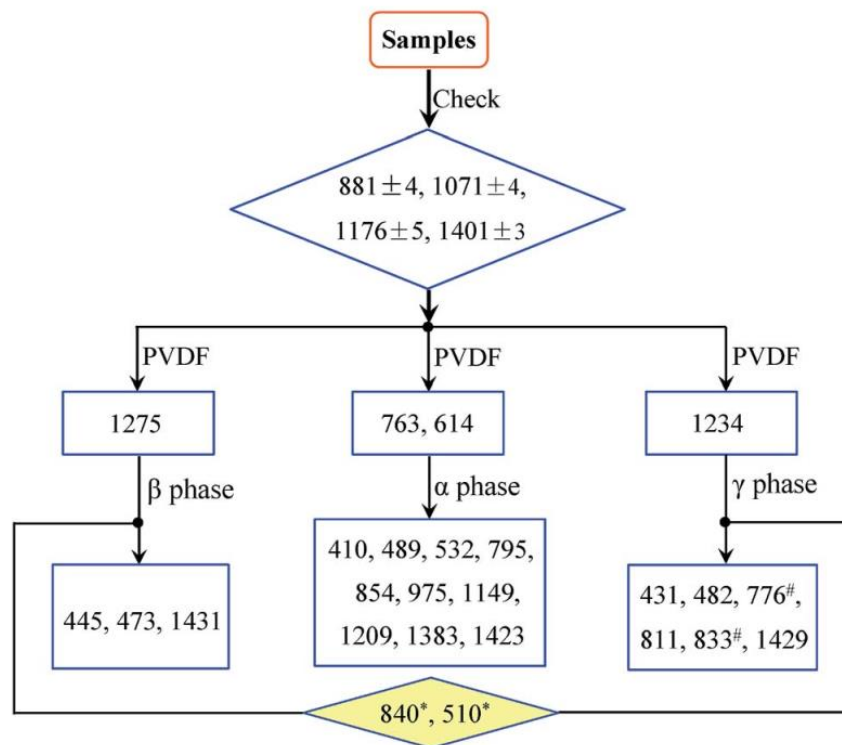 Samples
Check
881±4, 1071±4,
1176±5, 1401±3
PVDF
PVDF
PVDF
1275
763, 614
1234
β phase
α phase
γ phase
445, 473, 1431
410, 489, 532, 795,
854, 975, 1149,
1209, 1383, 1423
431, 482, 776#,
811, 833#, 1429
840*, 510*